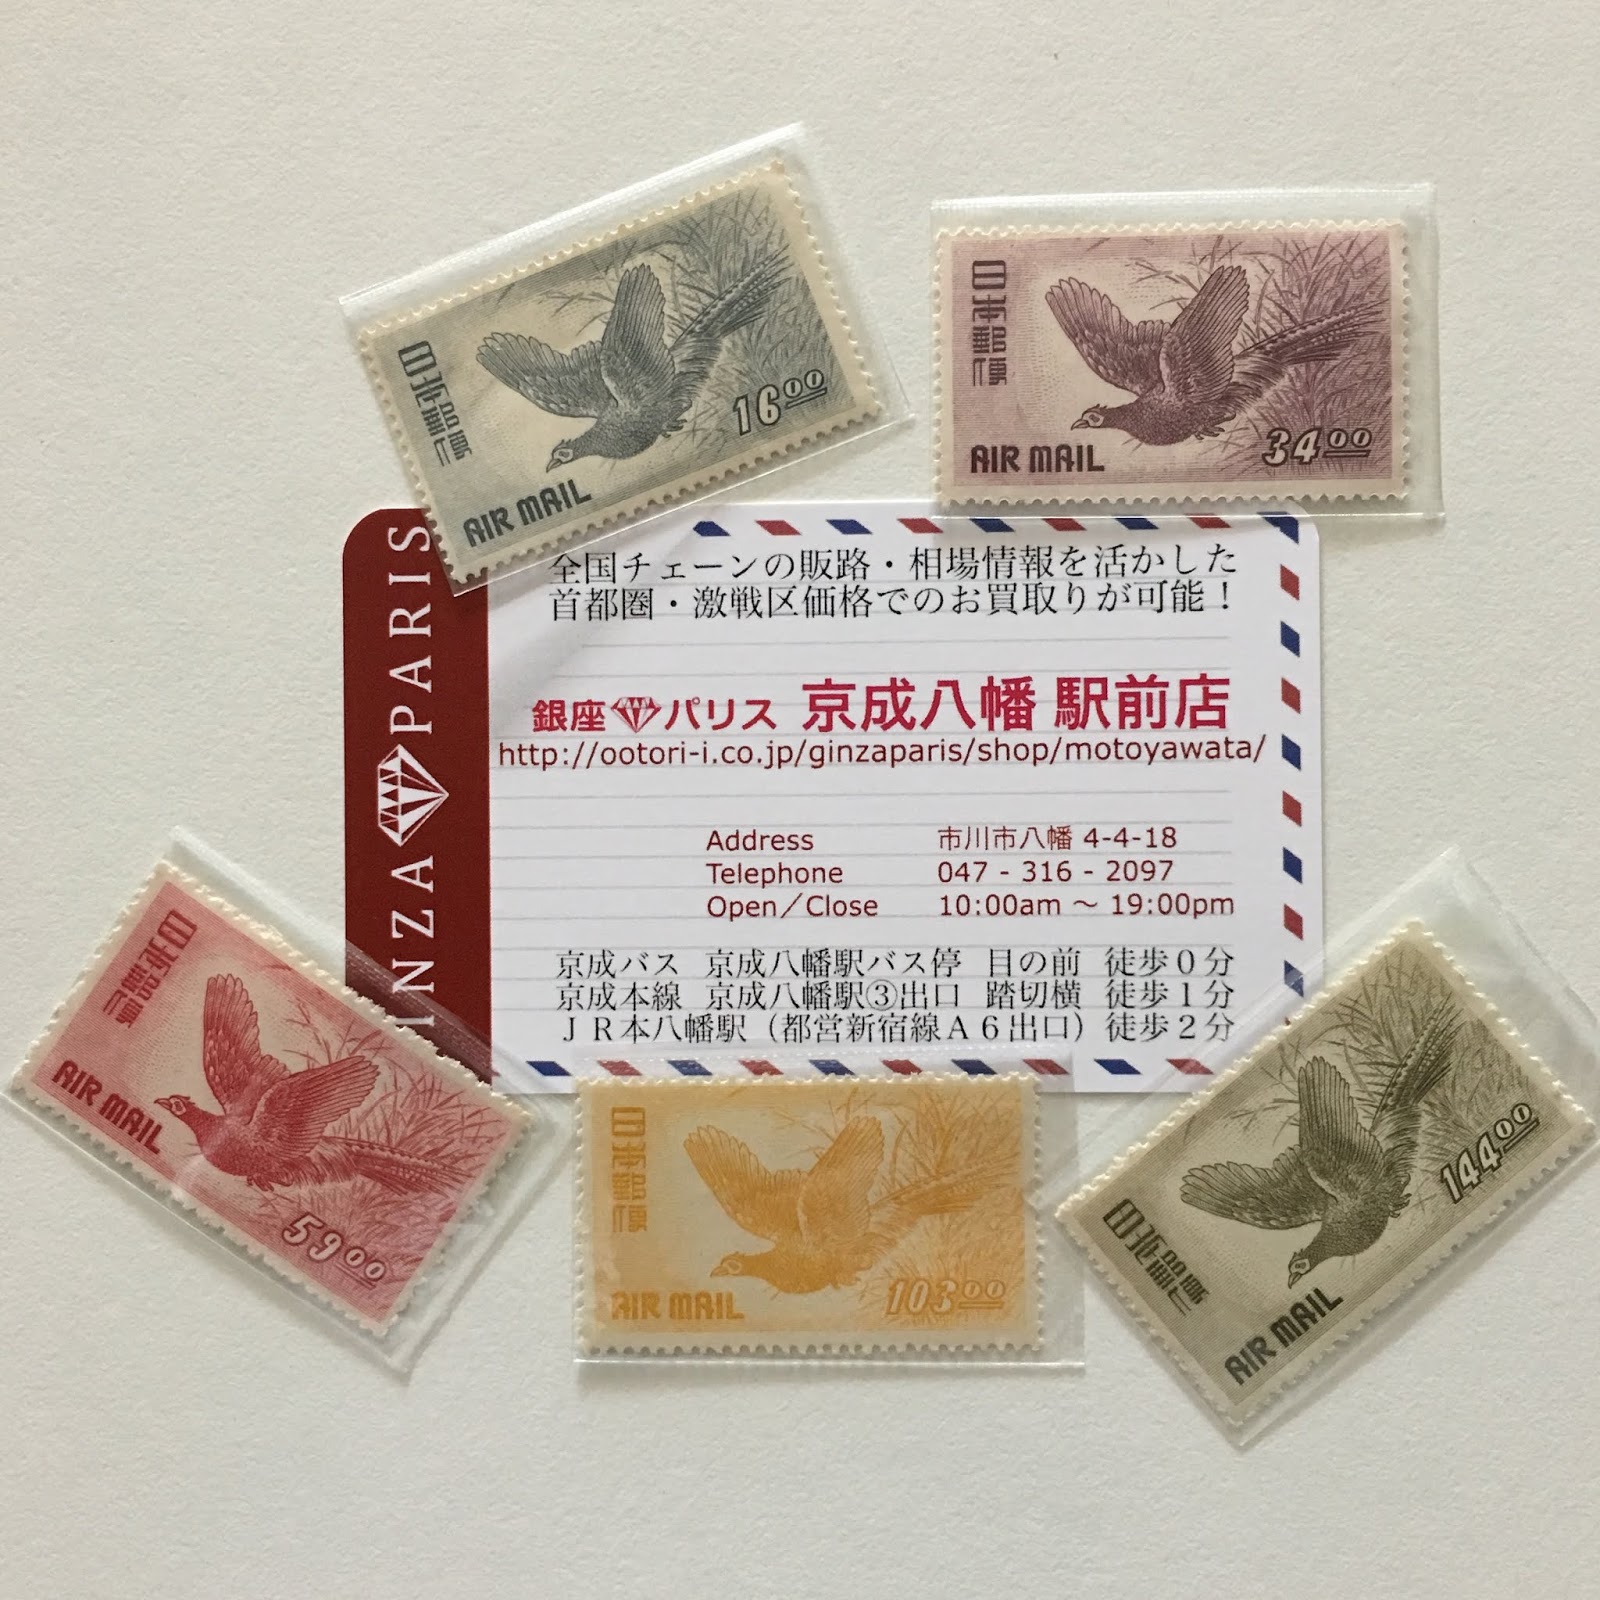 日本郵便
16.00
AIR MAIL
日本郵便
34.00
AIR MAIL
INZA PARIS
全国チェーンの販路・相場情報を活かした
首都圏・激戦区価格でのお買取りが可能！
銀座 パリス 京成八幡 駅前店
http://ootori-i.co.jp/ginzaparis/shop/motoyawata/
Address 市川市八幡 4-4-18
Telephone 047 - 316 - 2097
Open／Close 10:00am ～ 19:00pm
京成バス 京成八幡駅バス停 目の前 徒歩０分
京成本線 京成八幡駅③出口 踏切横 徒歩１分
ＪＲ本八幡駅（都営新宿線Ａ６出口）徒歩２分
日本郵便
AIR MAIL
59.00
日本郵便
AIR MAIL
103.00
日本郵便
AIR MAIL
144.00